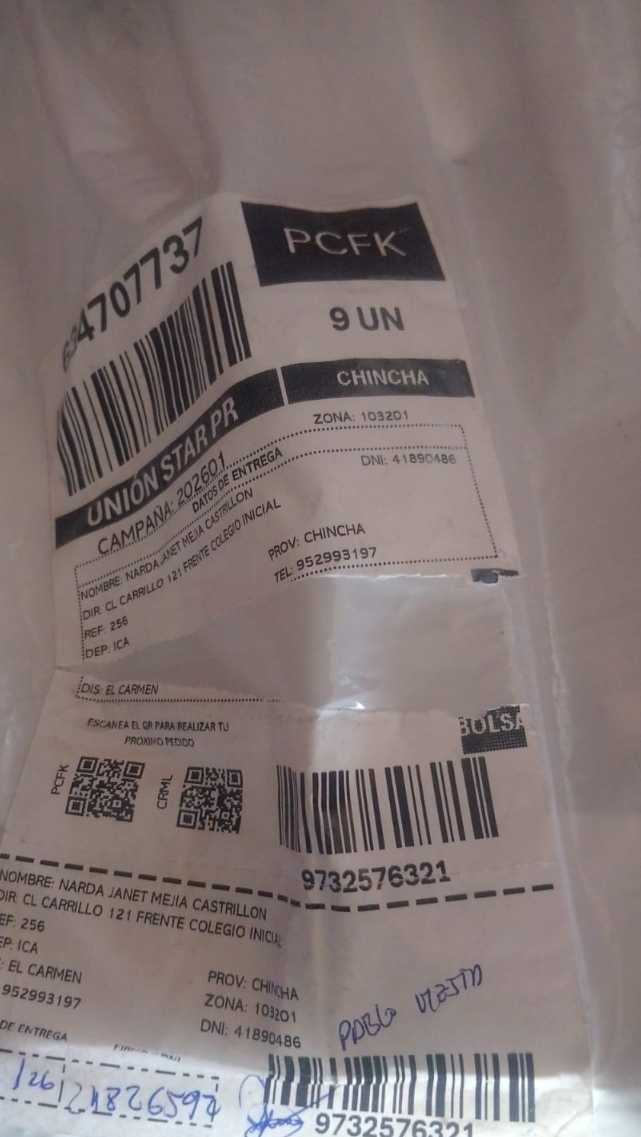 PCFK
4707737
9 UN
UNIÓN STAR PR
CHINCHA
CAMPAÑA: 202601
ZONA: 103201
DATOS DE ENTREGA
DNI: 41890486
NOMBRE: NARDA JANET MEJIA CASTRILLON
DIR: CL CARRILLO 121 FRENTE COLEGIO INICIAL
REF: 256
PROV: CHINCHA
DEP: ICA
TEL: 952993197
DIS: EL CARMEN
ESCANEA EL QR PARA REALIZAR TU
PROXIMO PEDIDO
BOLSA
PCFK
CRML
9732576321
NOMBRE: NARDA JANET MEJIA CASTRILLON
DIR: CL CARRILLO 121 FRENTE COLEGIO INICIAL
EF: 256
EP: ICA
: EL CARMEN
PROV: CHINCHA
952993197
ZONA: 103201
DNI: 41890486
DE ENTREGA
PABLO
/26
9732576321